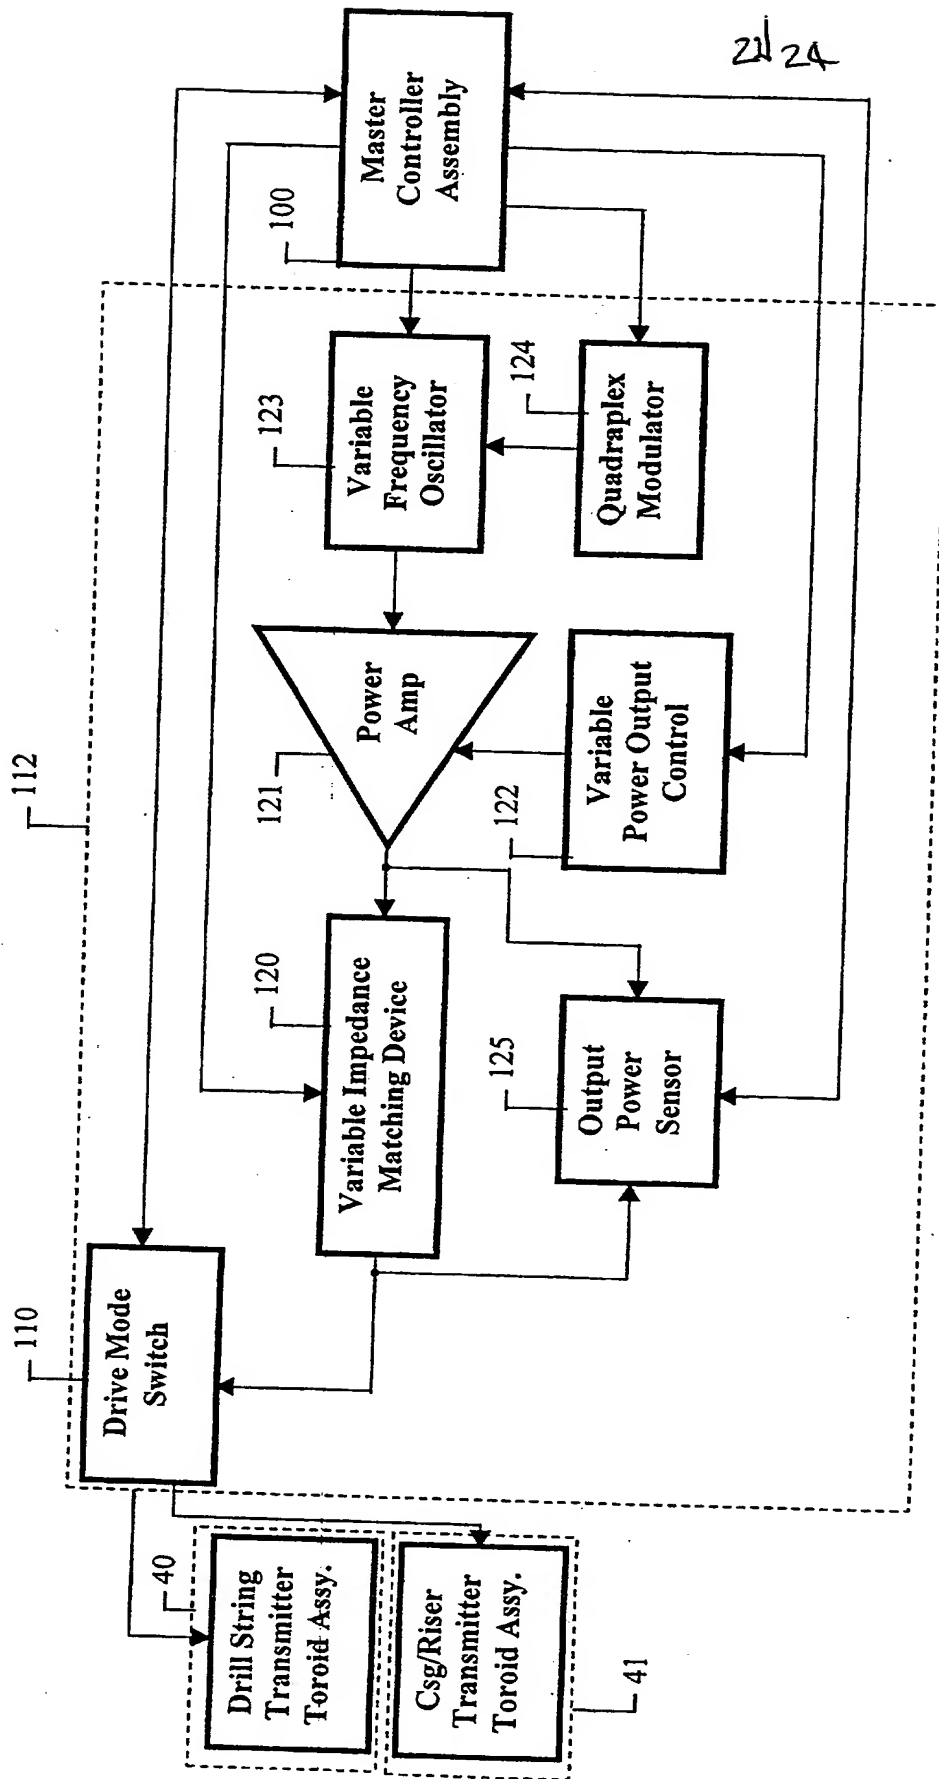 22/24
112
110
Drive Mode
Switch
40
Drill String
Transmitter
Toroid Assy.
Csg/Riser
Transmitter
Toroid Assy.
41
120
Variable Impedance
Matching Device
125
Output
Power
Sensor
121
Power
Amp
122
Variable
Power Output
Control
123
Variable
Frequency
Oscillator
124
Quadraplex
Modulator
100
Master
Controller
Assembly